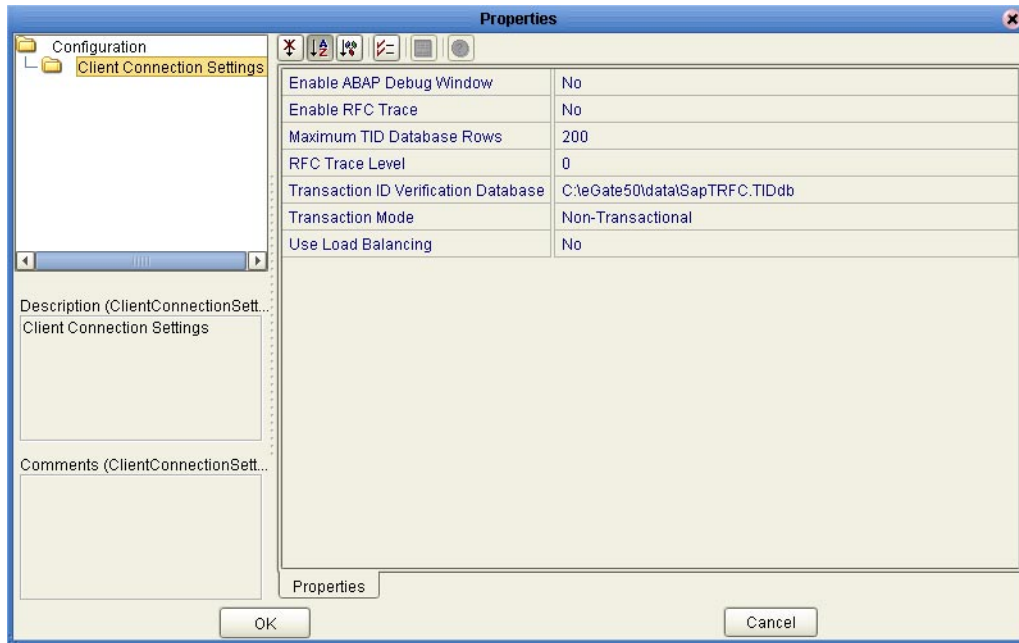 Properties
Configuration
Client Connection Settings
Enable ABAP Debug Window No
Enable RFC Trace No
Maximum TID Database Rows 200
RFC Trace Level 0
Transaction ID Verification Database C:\eGate50\data\SapTRFC.TIDdb
Transaction Mode Non-Transactional
Use Load Balancing No
Description (ClientConnectionSett...
Client Connection Settings
Comments (ClientConnectionSett...
Properties
OK Cancel